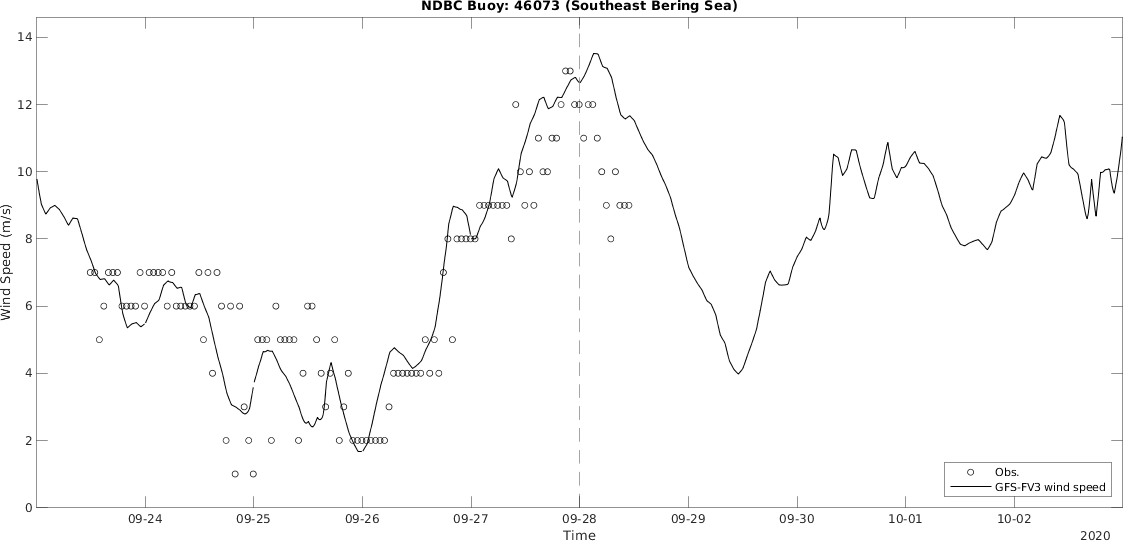 NDBC Buoy: 46073 (Southeast Bering Sea)
14
12
10
8
6
4
2
0
Wind Speed (m/s)
Obs.
GFS-FV3 wind speed
09-24 09-25 09-26 09-27 09-28 09-29 09-30 10-01 10-02
Time
2020